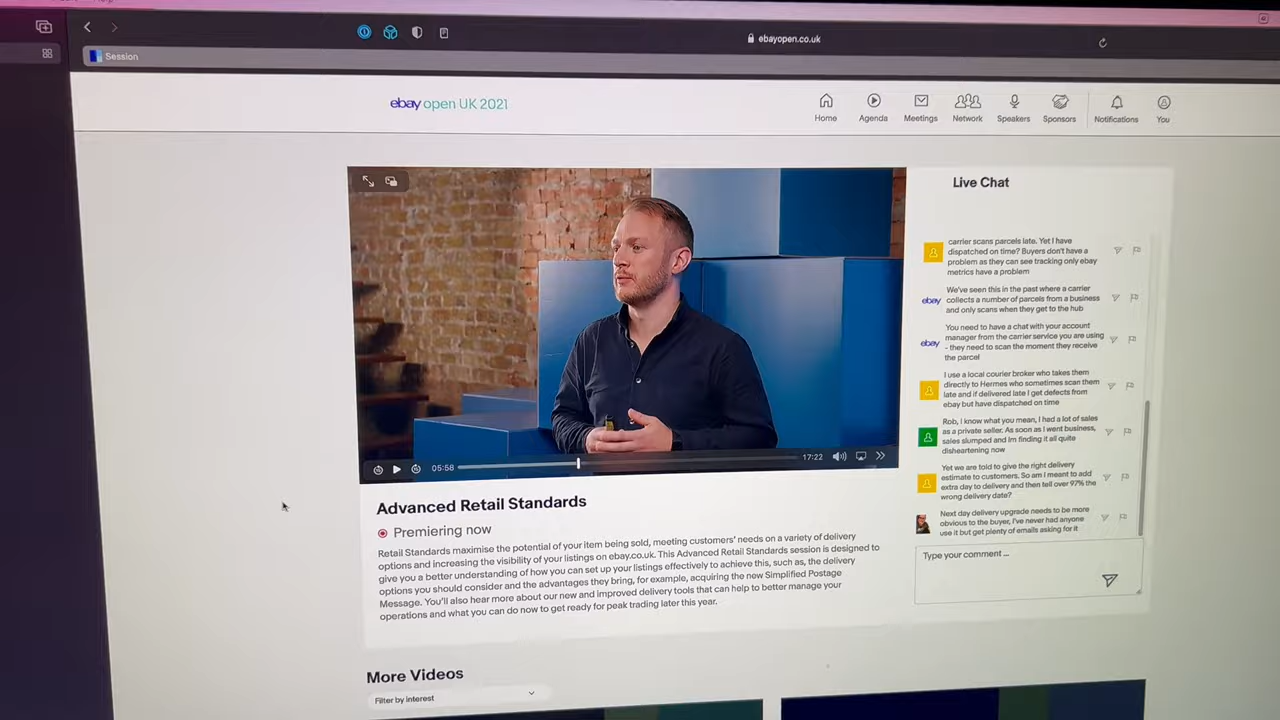 ebayopen.co.uk
Session
ebay open UK 2021
Home
Agenda
Meetings
Network
Speakers
Sponsors
Notifications
You
Live Chat
carrier scans parcels late. Yet I have
dispatched on time? Buyers don't have a
problem as they can see tracking only ebay
metrics have a problem
ebay
We've seen this in the past where a carrier
collects a number of parcels from a business
and only scans when they get to the hub
ebay
You need to have a chat with your account
manager from the carrier service you are using
- they need to scan the moment they receive
the parcel
I use a local courier broker who takes them
directly to Hermes who sometimes scan them
late and if delivered late I get defects from
ebay but have dispatched on time
Rob, I know what you mean, I had a lot of sales
as a private seller. As soon as I went business,
sales slumped and Im finding it all quite
disheartening now
Yet we are told to give the right delivery
estimate to customers. So am I meant to add
extra day to delivery and then tell over 97% the
wrong delivery date?
Next day delivery upgrade needs to be more
obvious to the buyer, I've never had anyone
use it but get plenty of emails asking for it
Type your comment ...
05:58
17:22
Advanced Retail Standards
Premiering now
Retail Standards maximise the potential of your item being sold, meeting customers' needs on a variety of delivery
options and increasing the visibility of your listings on ebay.co.uk. This Advanced Retail Standards session is designed to
give you a better understanding of how you can set up your listings effectively to achieve this, such as, the delivery
options you should consider and the advantages they bring, for example, acquiring the new Simplified Postage
Message. You'll also hear more about our new and improved delivery tools that can help to better manage your
operations and what you can do now to get ready for peak trading later this year.
More Videos
Filter by interest